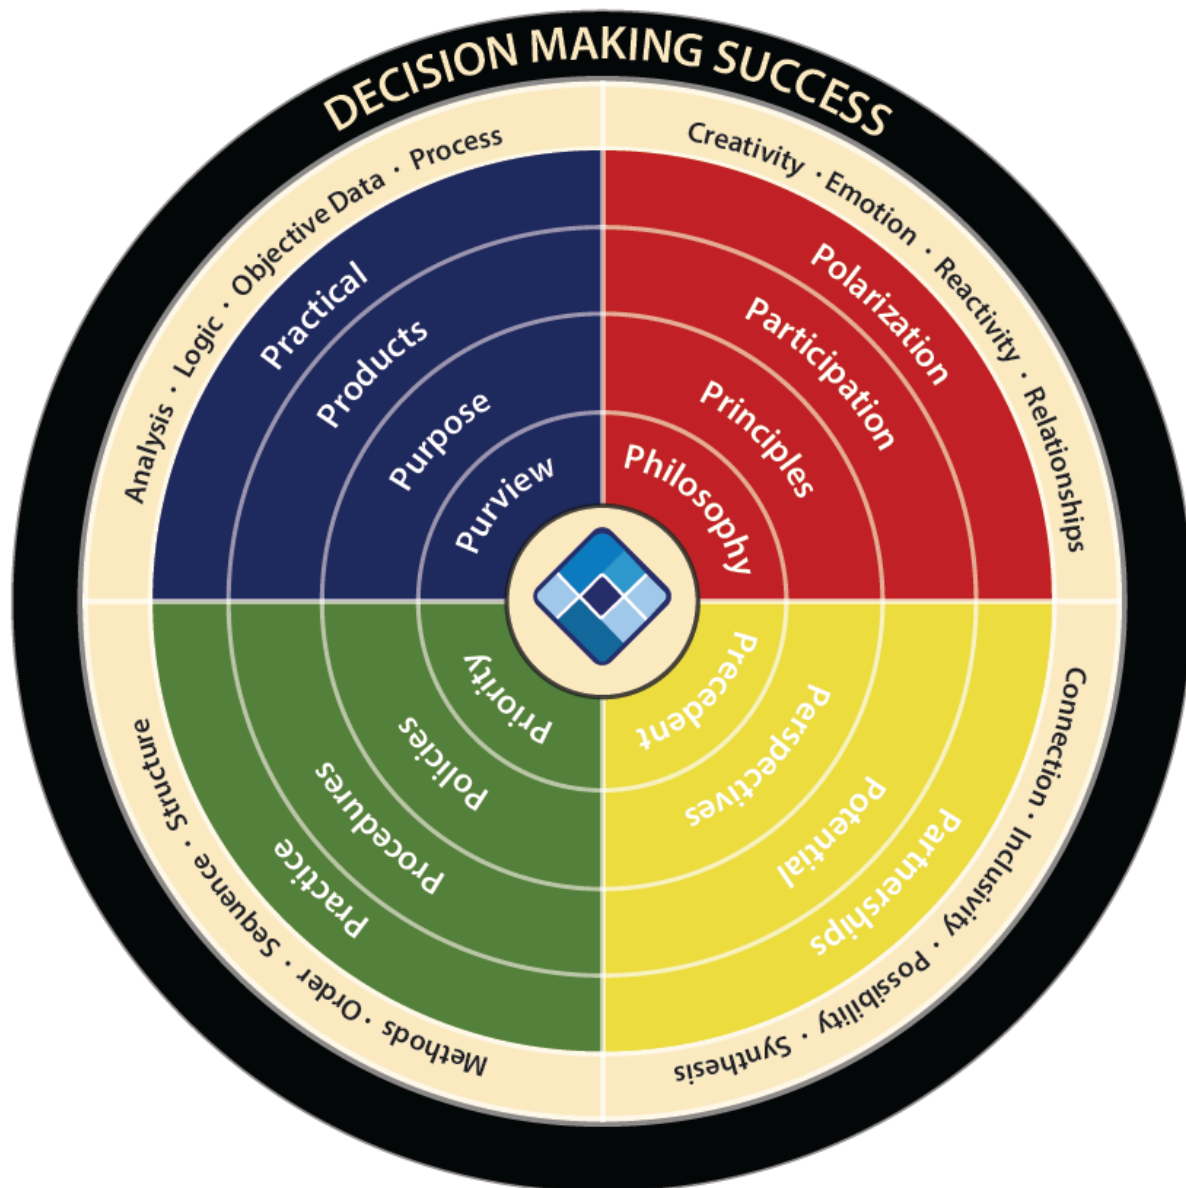 DECISION MAKING SUCCESS
Analysis · Logic · Objective Data · Process
Creativity · Emotion · Reactivity · Relationships
Connection · Inclusivity · Possibility · Synthesis
Methods · Order · Sequence · Structure
Practical
Products
Purpose
Purview
Polarization
Participation
Principles
Philosophy
Precedent
Perspectives
Potential
Partnerships
Priority
Policies
Procedures
Practice